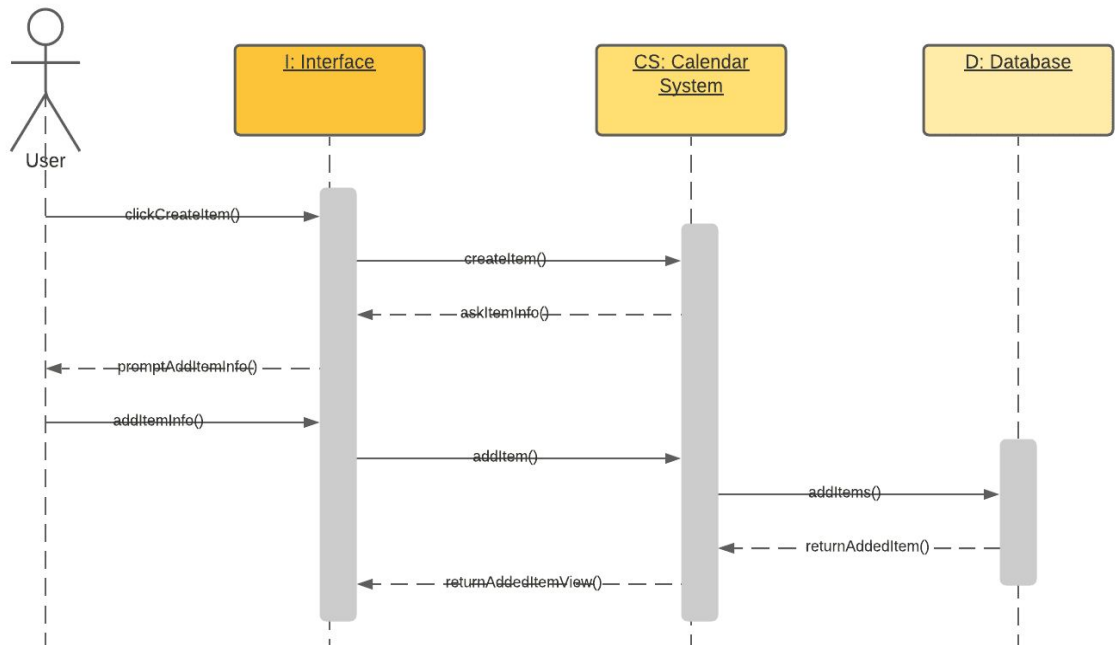 I: Interface
CS: Calendar
System
D: Database
User
clickCreateItem()
createItem()
askItemInfo()
promptAddItemInfo()
addItemInfo()
addItem()
addItems()
returnAddedItem()
returnAddedItemView()